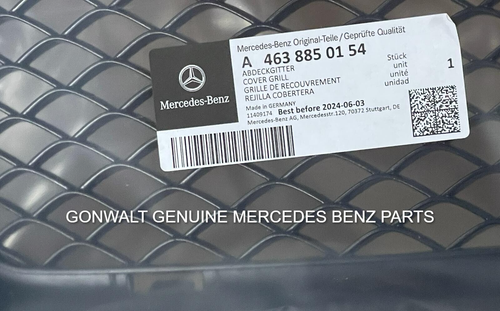 Mercedes-Benz Original-Teile/Geprüfte Qualität
A 463 885 01 54
ABDECKGITTER
COVER GRILL
GRILLE DE RECOUVREMENT
REJILLA COBERTERA
Stück
unité
unit
unidad
1
Mercedes-Benz
Made in GERMANY
11409174 Best before 2024-06-03
Mercedes-Benz AG, Mercedesstr.120, 70372 Stuttgart, DE
GONWALT GENUINE MERCEDES BENZ PARTS